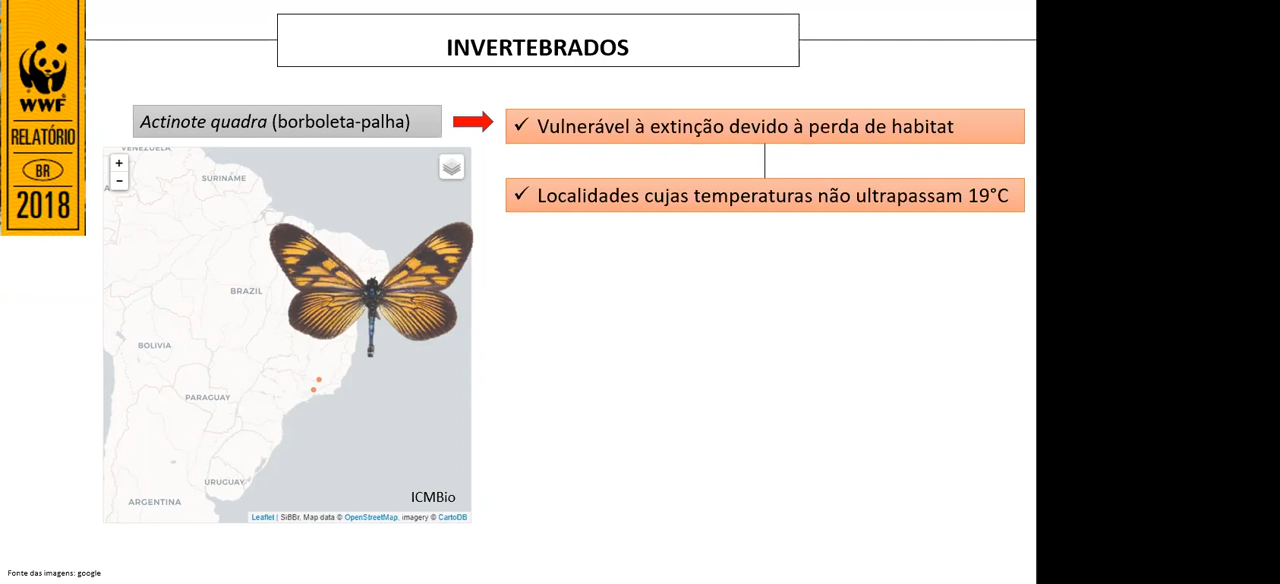 INVERTEBRADOS
WWF
RELATÓRIO
BR
2018
Actinote quadra (borboleta-palha)
✓ Vulnerável à extinção devido à perda de habitat
✓ Localidades cujas temperaturas não ultrapassam 19°C
VENEZUELA
+
-
SURINAME
BRAZIL
BOLIVIA
PARAGUAY
URUGUAY
ARGENTINA
ICMBio
Leaflet | SiBBr, Map data © OpenStreetMap, imagery © CartoDB
Fonte das imagens: google